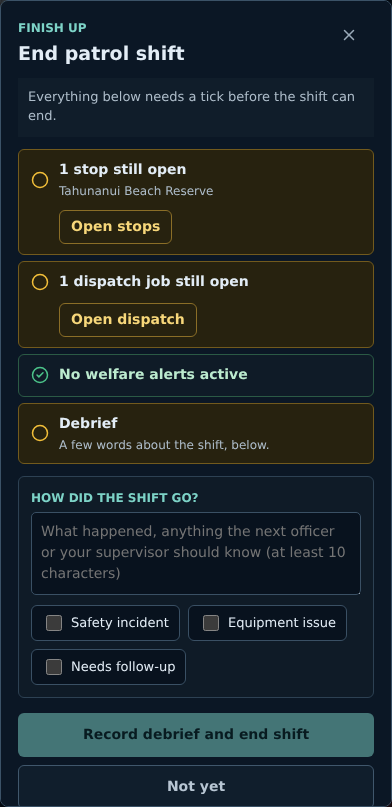 FINISH UP
End patrol shift
Everything below needs a tick before the shift can
end.
1 stop still open
Tahunanui Beach Reserve
Open stops
1 dispatch job still open
Open dispatch
No welfare alerts active
Debrief
A few words about the shift, below.
HOW DID THE SHIFT GO?
What happened, anything the next officer
or your supervisor should know (at least 10
characters)
Safety incident
Equipment issue
Needs follow-up
Record debrief and end shift
Not yet